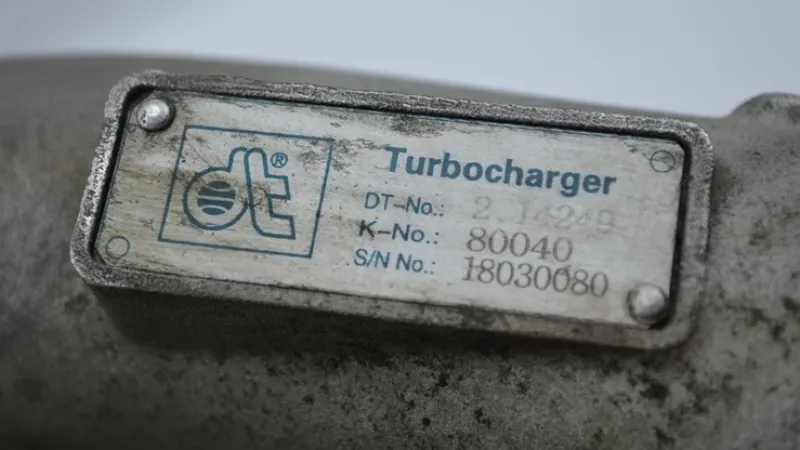 dt®
Turbocharger
DT-No.: 2.14249
K-No.: 80040
S/N No.: 18030080